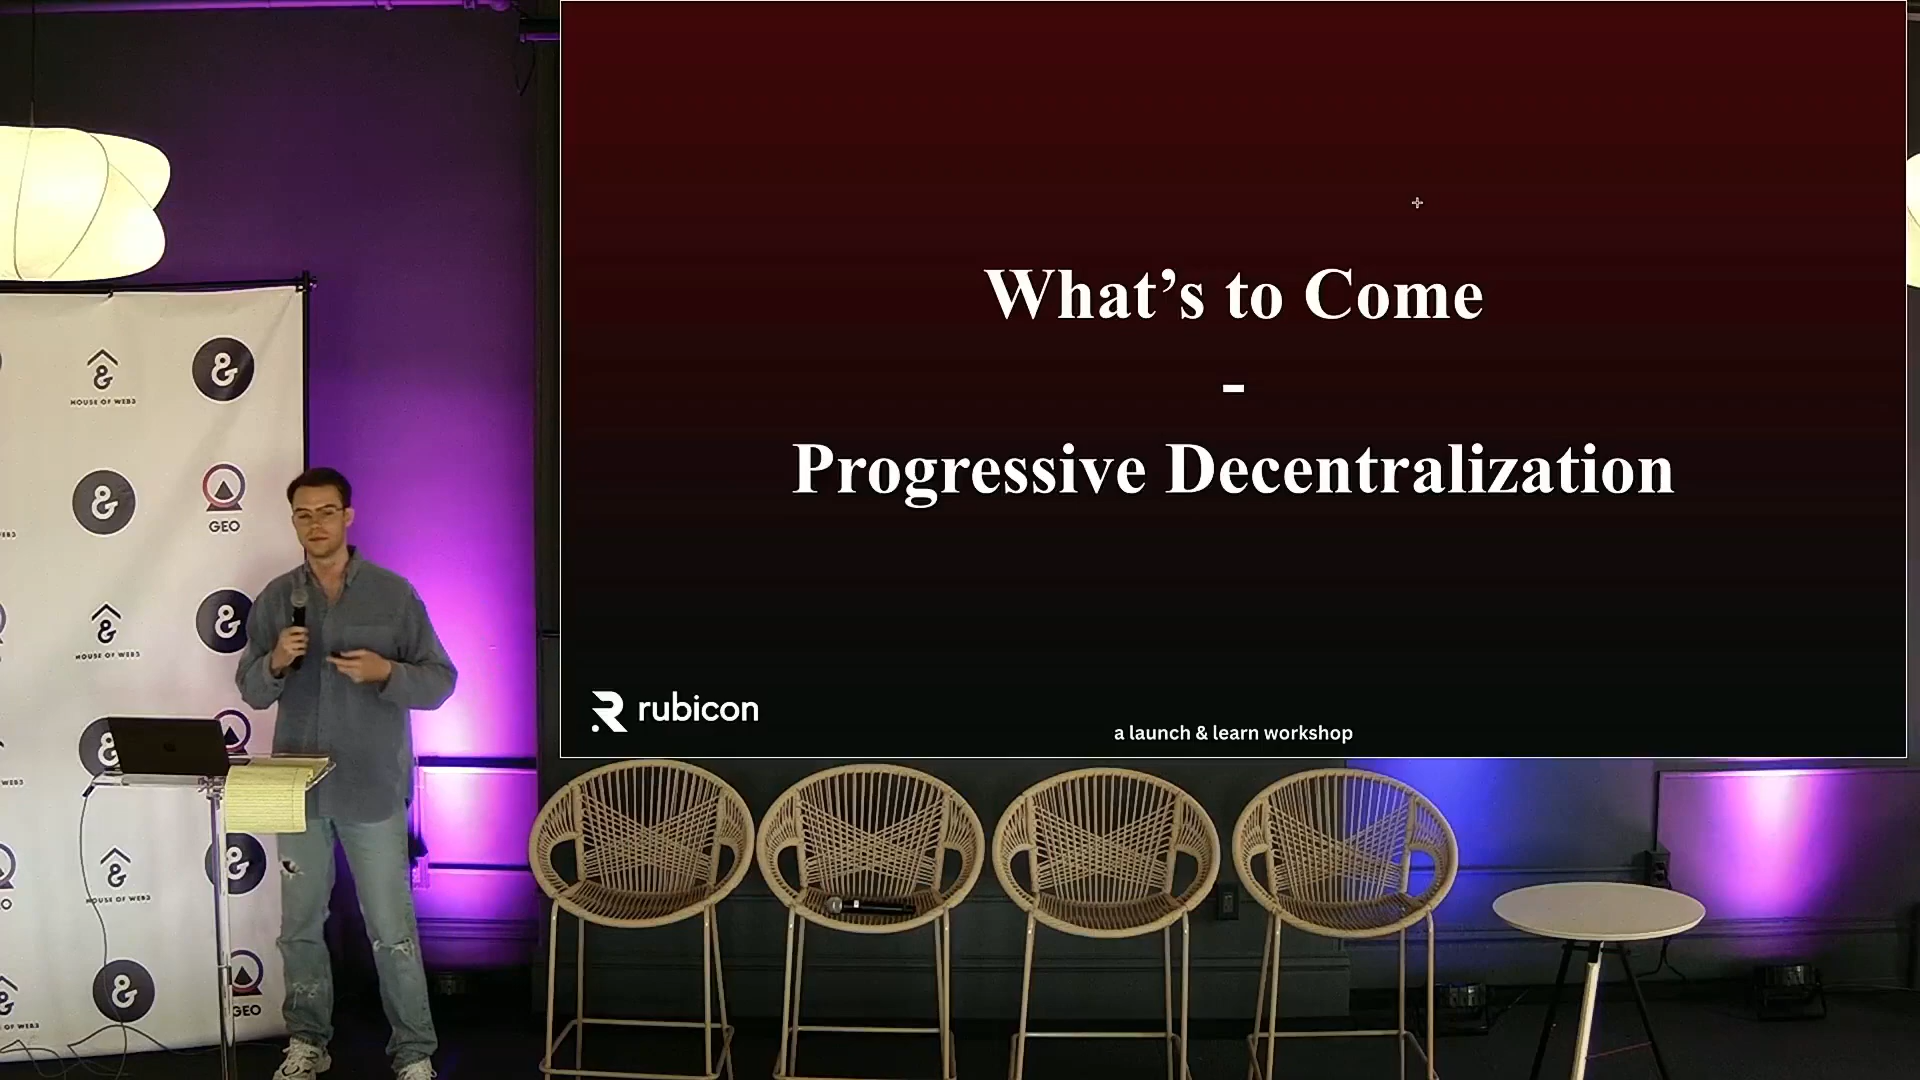 What's to Come
-
Progressive Decentralization
rubicon
a launch & learn workshop
&
HOUSE OF WEB3
&
&
GEO
&
HOUSE OF WEB3
&
&
HOUSE OF WEB3
&
&
GEO